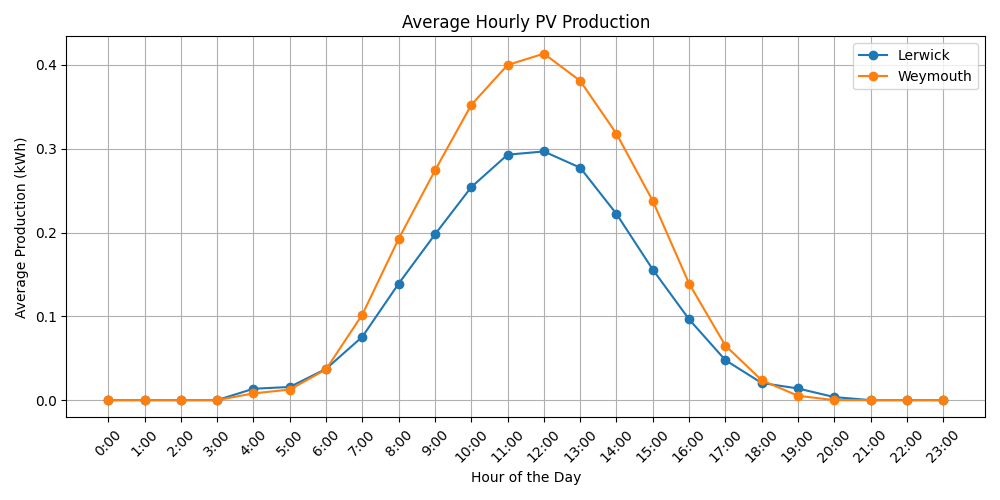 Average Hourly PV Production
Lerwick
Weymouth
Average Production (kWh)
0.4
0.3
0.2
0.1
0.0
0:00 1:00 2:00 3:00 4:00 5:00 6:00 7:00 8:00 9:00 10:00 11:00 12:00 13:00 14:00 15:00 16:00 17:00 18:00 19:00 20:00 21:00 22:00 23:00
Hour of the Day